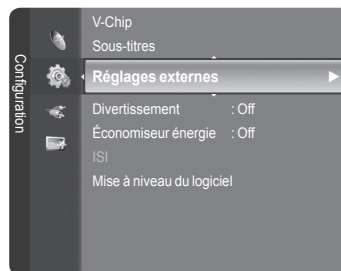 Configuration
V-Chip
Sous-titres
Réglages externes
Divertissement : Off
Économiseur énergie : Off
ISI
Mise à niveau du logiciel